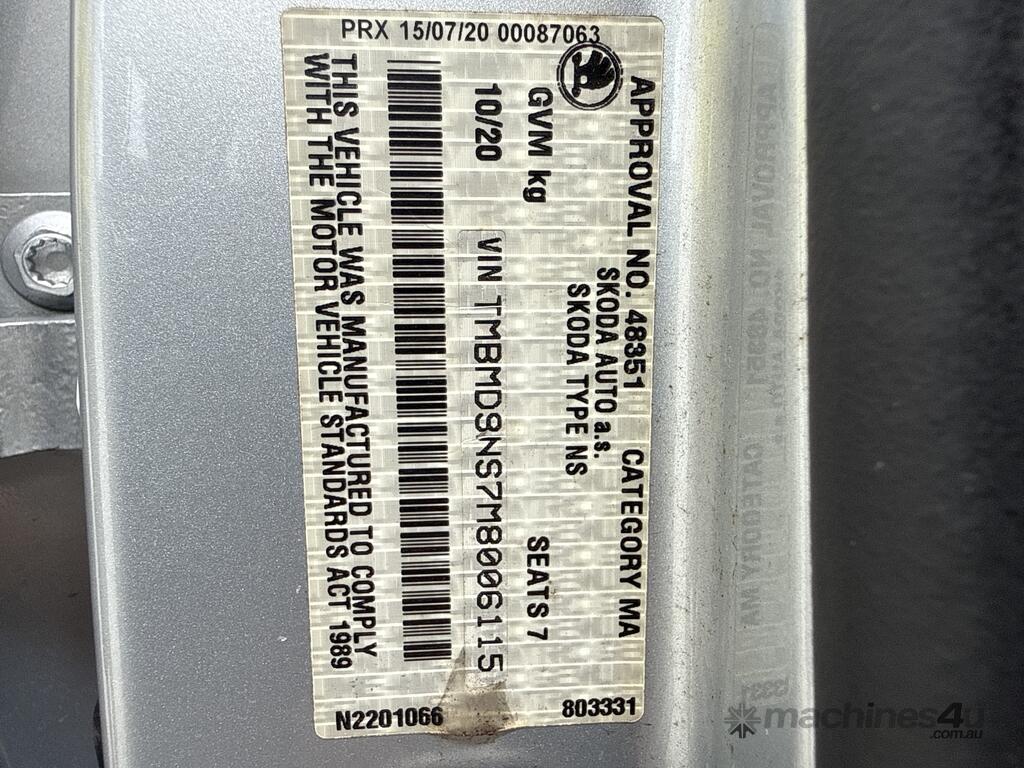 PRX 15/07/20 00087063
APPROVAL NO. 48351 CATEGORY MA
SKODA AUTO a.s.
SKODA TYPE NS
GVM kg SEATS 7
10/20 VIN TMBMD9NS7M8006115
THIS VEHICLE WAS MANUFACTURED TO COMPLY
WITH THE MOTOR VEHICLE STANDARDS ACT 1989
N2201066 803331
machines4u
.com.au